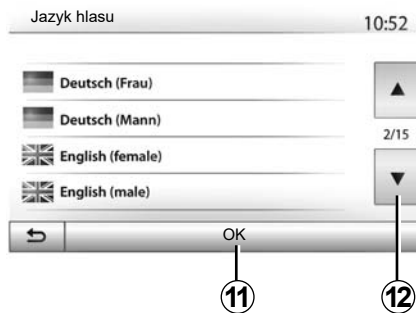 Jazyk hlasu 10:52
Deutsch (Frau)
Deutsch (Mann)
2/15
English (female)
English (male)
OK
11 12